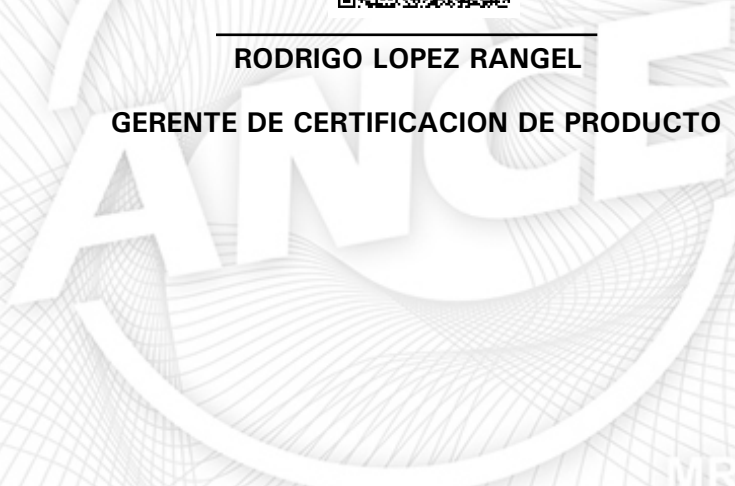 RODRIGO LOPEZ RANGEL
GERENTE DE CERTIFICACION DE PRODUCTO
ANCE
MR